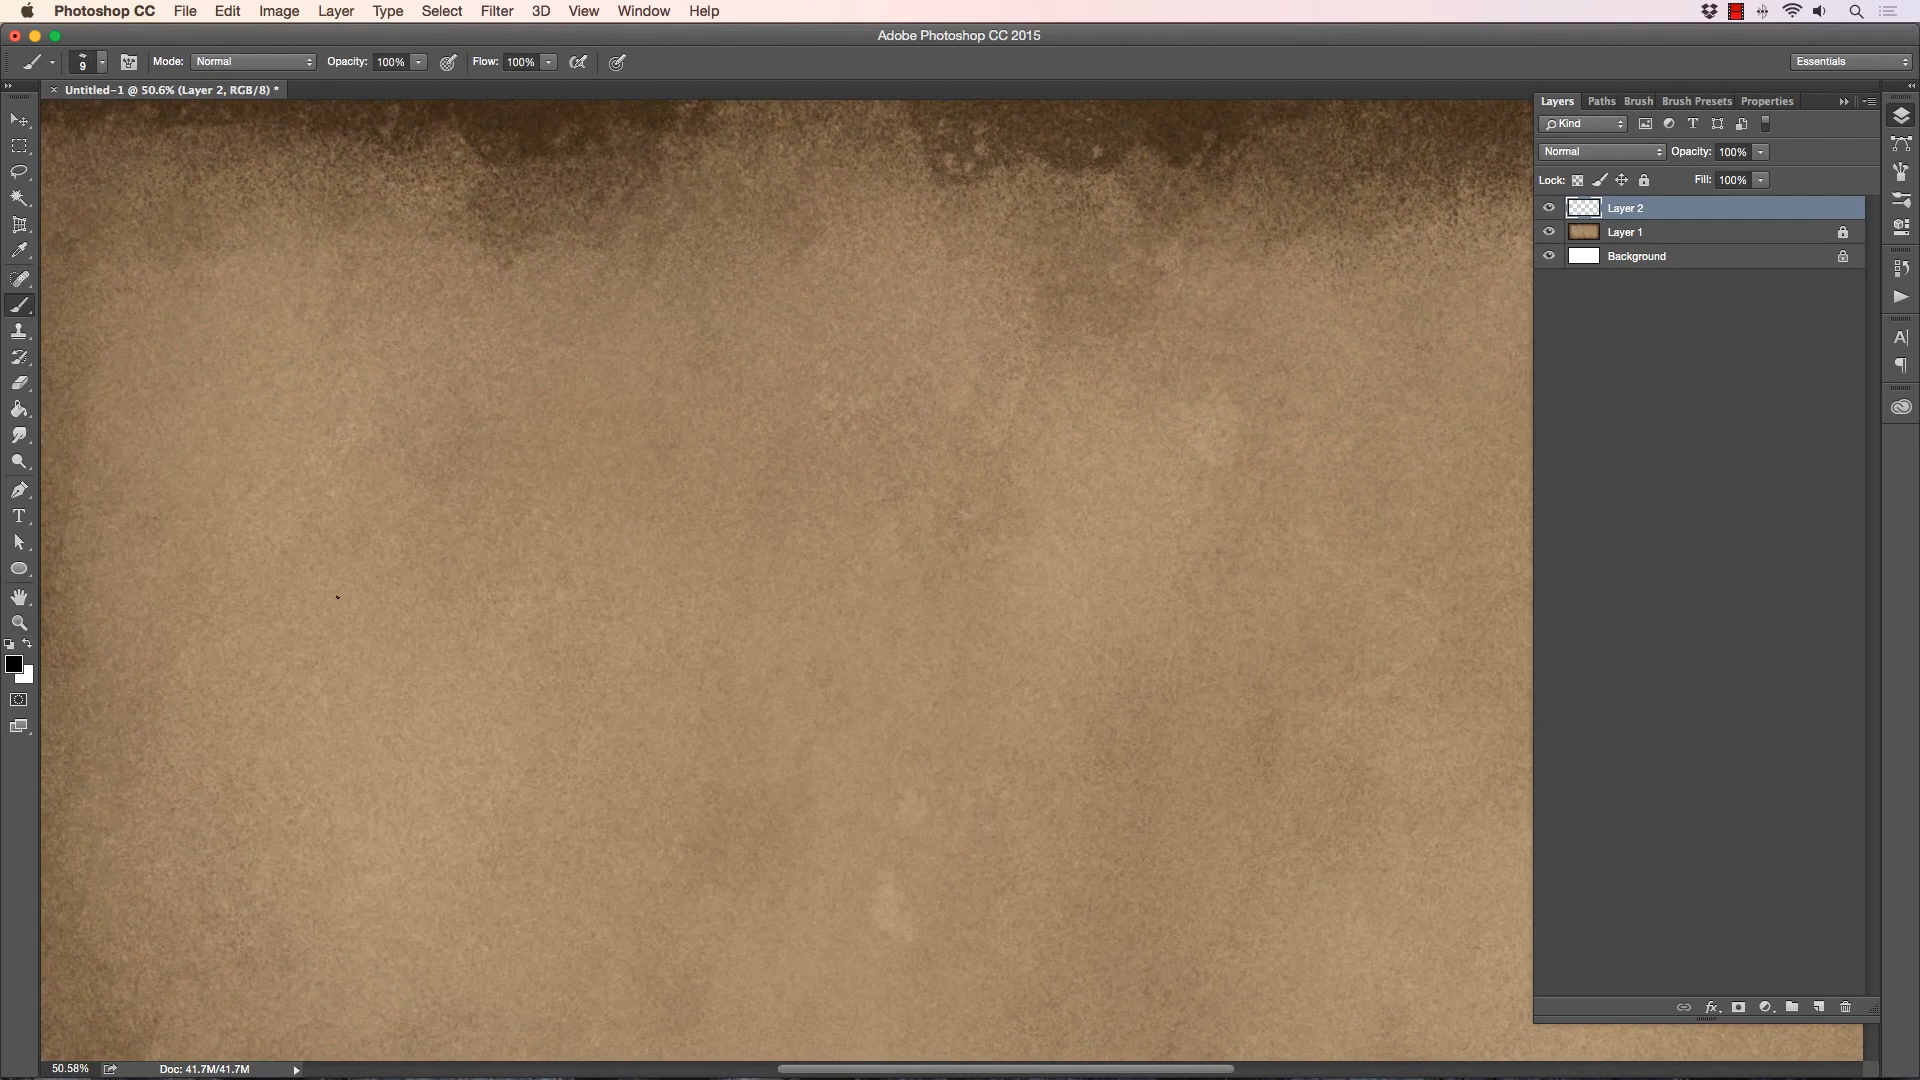 Photoshop CC File Edit Image Layer Type Select Filter 3D View Window Help
Adobe Photoshop CC 2015
9 Mode: Normal Opacity: 100% Flow: 100% Essentials
× Untitled-1 @ 50.6% (Layer 2, RGB/8) *
Layers Paths Brush Brush Presets Properties
Kind
Normal Opacity: 100%
Lock: Fill: 100%
Layer 2
Layer 1
Background
50.58% Doc: 41.7M/41.7M